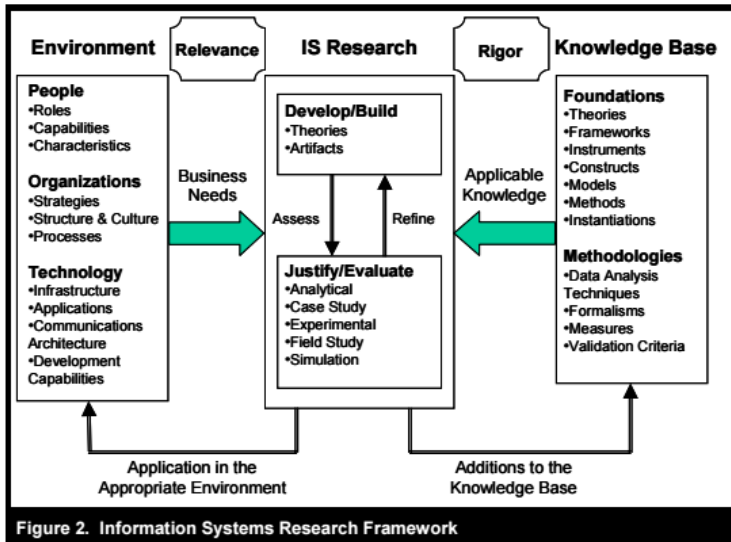 Environment
Relevance
IS Research
Rigor
Knowledge Base
People
•Roles
•Capabilities
•Characteristics
Organizations
•Strategies
•Structure & Culture
•Processes
Technology
•Infrastructure
•Applications
•Communications
Architecture
•Development
Capabilities
Business
Needs
Develop/Build
•Theories
•Artifacts
Assess
Refine
Justify/Evaluate
•Analytical
•Case Study
•Experimental
•Field Study
•Simulation
Applicable
Knowledge
Foundations
•Theories
•Frameworks
•Instruments
•Constructs
•Models
•Methods
•Instantiations
Methodologies
•Data Analysis
Techniques
•Formalisms
•Measures
•Validation Criteria
Application in the
Appropriate Environment
Additions to the
Knowledge Base
Figure 2. Information Systems Research Framework